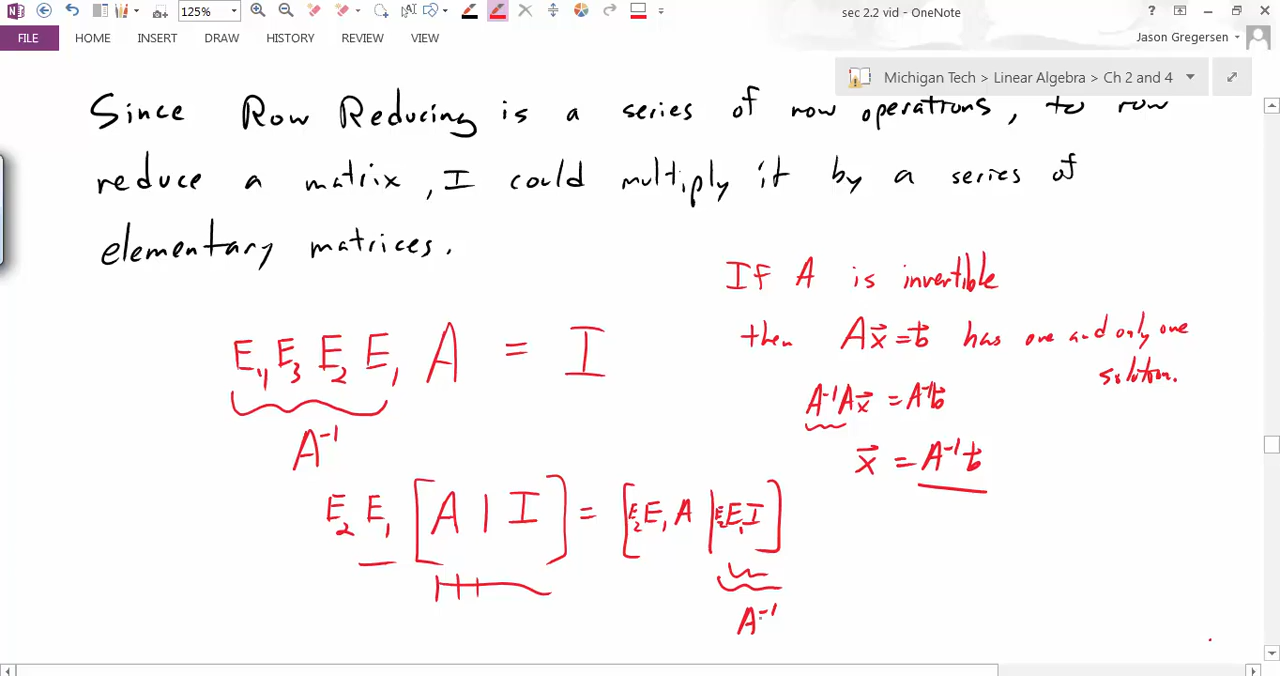 125%
sec 2.2 vid - OneNote
FILE HOME INSERT DRAW HISTORY REVIEW VIEW
Jason Gregersen
Michigan Tech > Linear Algebra > Ch 2 and 4
Since Row Reducing is a series of row operations, to row
reduce a matrix, I could multiply it by a series of
elementary matrices.
If A is invertible
then Ax⃗ = b⃗ has one and only one
solution.
E₄ E₃ E₂ E₁ A = I
A⁻¹
A⁻¹Ax⃗ = A⁻¹b⃗
x⃗ = A⁻¹b⃗
E₂ E₁ [A | I] = [E₂E₁A | E₂E₁I]
A⁻¹